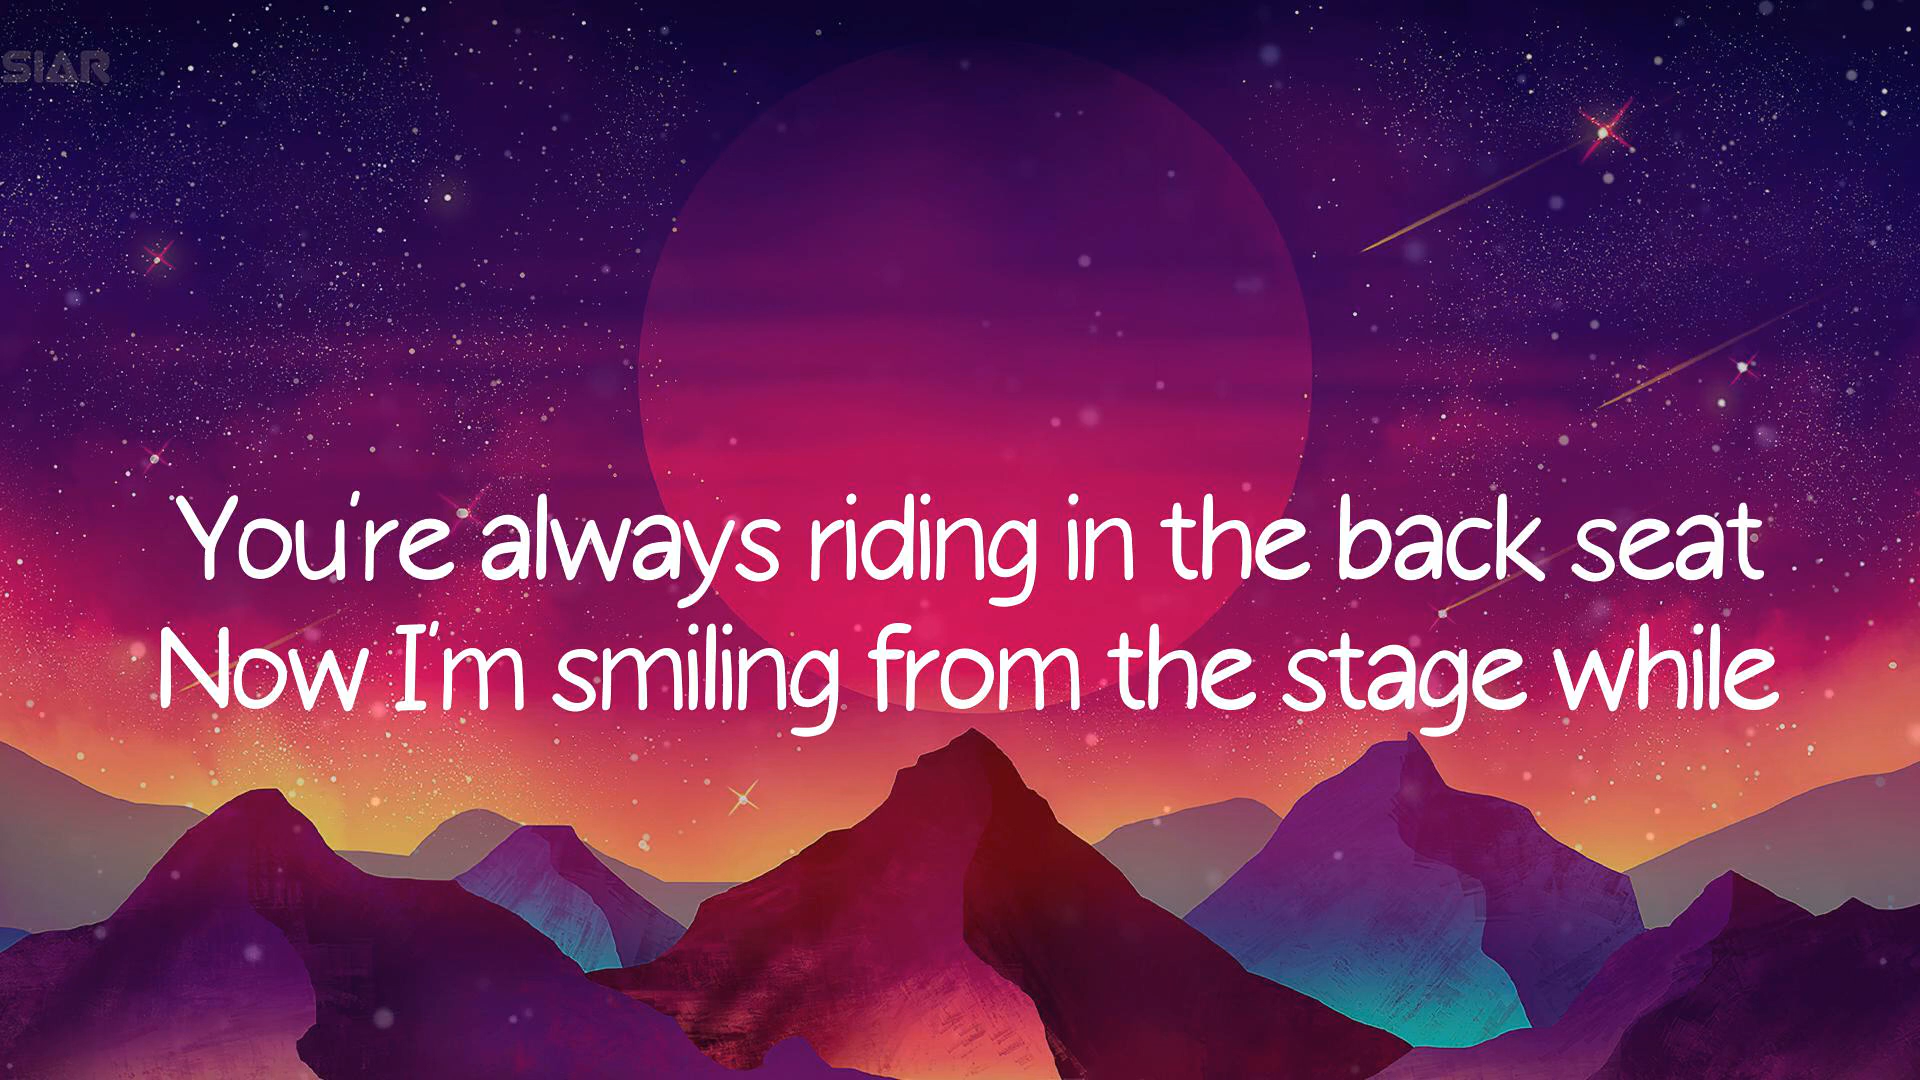 SIAR
You're always riding in the back seat
Now I'm smiling from the stage while